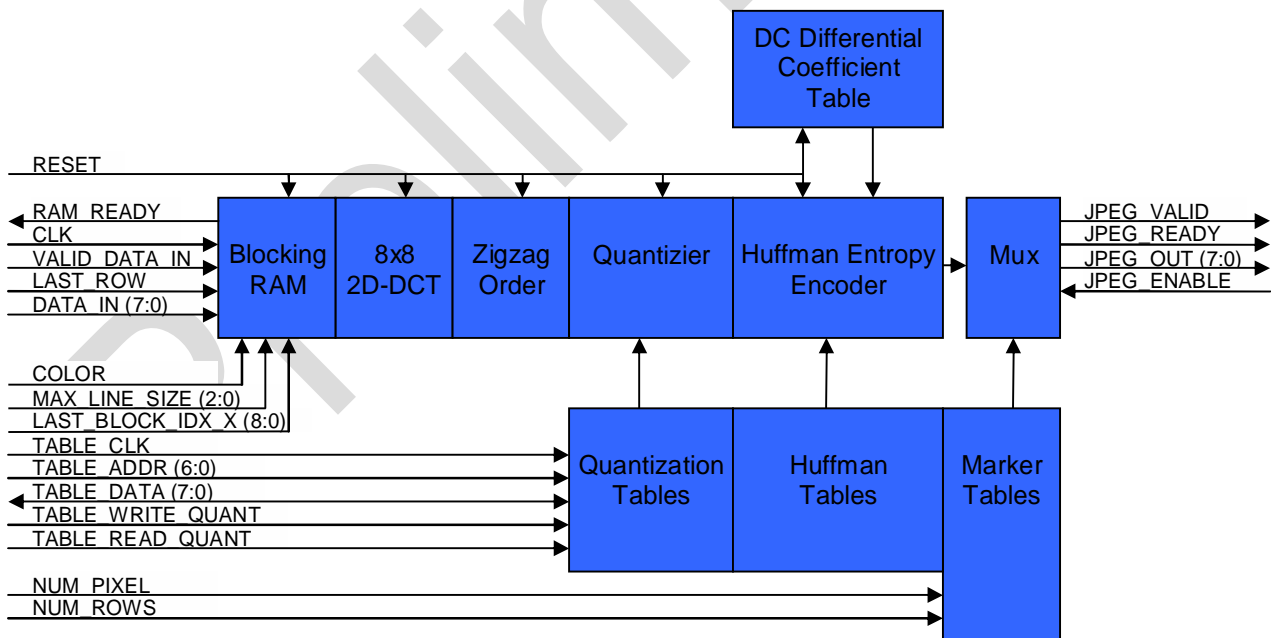 DC Differential
Coefficient
Table
RESET
RAM_READY
CLK
VALID_DATA_IN
LAST_ROW
DATA_IN (7:0)
Blocking
RAM
8x8
2D-DCT
Zigzag
Order
Quantizier
Huffman Entropy
Encoder
Mux
JPEG_VALID
JPEG_READY
JPEG_OUT (7:0)
JPEG_ENABLE
COLOR
MAX_LINE_SIZE (2:0)
LAST_BLOCK_IDX_X (8:0)
TABLE_CLK
TABLE_ADDR (6:0)
TABLE_DATA (7:0)
TABLE_WRITE_QUANT
TABLE_READ_QUANT
Quantization
Tables
Huffman
Tables
Marker
Tables
NUM_PIXEL
NUM_ROWS